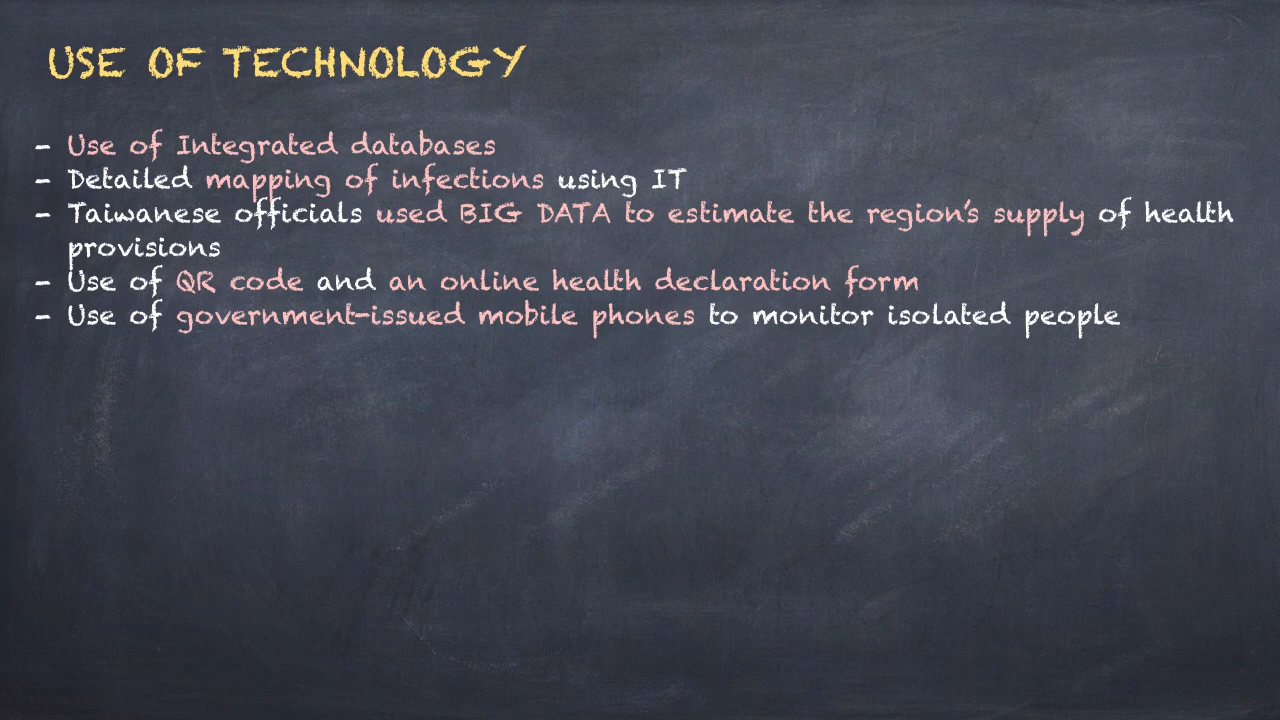 USE OF TECHNOLOGY
- Use of Integrated databases
- Detailed mapping of infections using IT
- Taiwanese officials used BIG DATA to estimate the region's supply of health
provisions
- Use of QR code and an online health declaration form
- Use of government-issued mobile phones to monitor isolated people